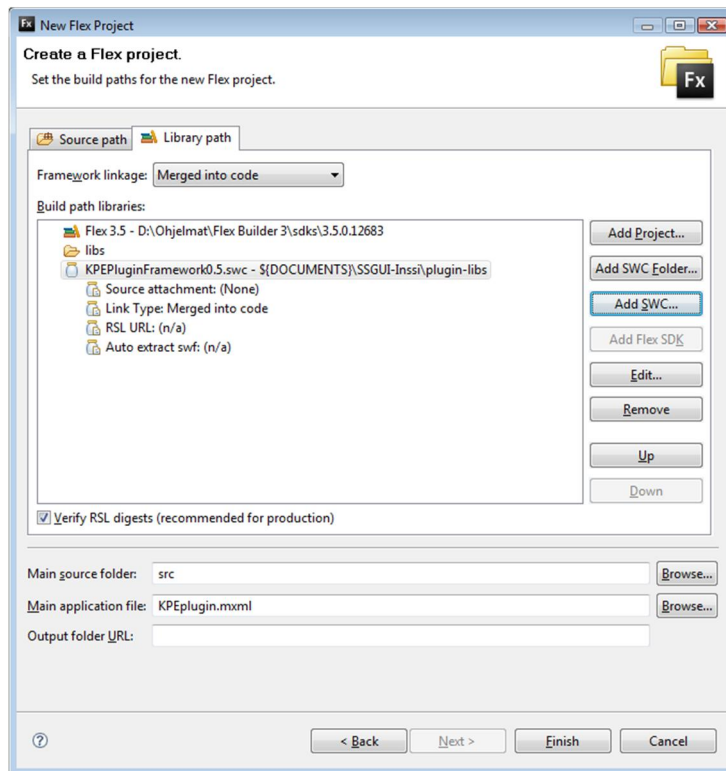 Fx New Flex Project
Create a Flex project.
Set the build paths for the new Flex project.
Fx
Source path Library path
Framework linkage: Merged into code
Build path libraries:
Flex 3.5 - D:\Ohjelmat\Flex Builder 3\sdks\3.5.0.12683
libs
KPEPluginFramework0.5.swc - ${DOCUMENTS}\SSGUI-Inssi\plugin-libs
Source attachment: (None)
Link Type: Merged into code
RSL URL: (n/a)
Auto extract swf: (n/a)
Add Project...
Add SWC Folder...
Add SWC...
Add Flex SDK
Edit...
Remove
Up
Down
Verify RSL digests (recommended for production)
Main source folder: src Browse...
Main application file: KPEplugin.mxml Browse...
Output folder URL:
? < Back Next > Finish Cancel